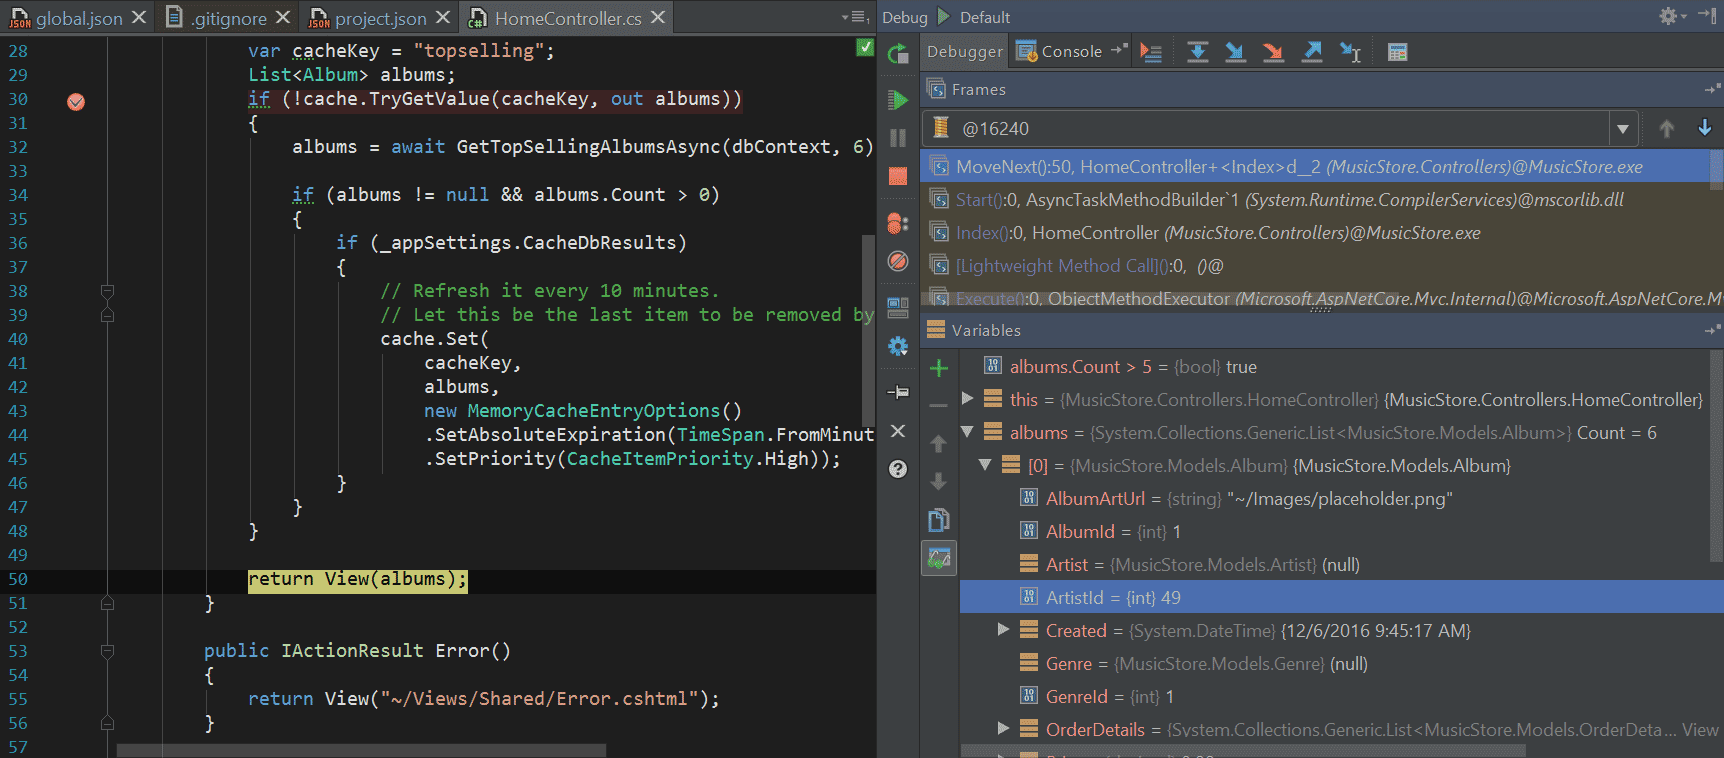 global.json
.gitignore
project.json
HomeController.cs
28 var cacheKey = "topselling";
29 List<Album> albums;
30 if (!cache.TryGetValue(cacheKey, out albums))
31 {
32 albums = await GetTopSellingAlbumsAsync(dbContext, 6)
33
34 if (albums != null && albums.Count > 0)
35 {
36 if (_appSettings.CacheDbResults)
37 {
38 // Refresh it every 10 minutes.
39 // Let this be the last item to be removed by
40 cache.Set(
41 cacheKey,
42 albums,
43 new MemoryCacheEntryOptions()
44 .SetAbsoluteExpiration(TimeSpan.FromMinut
45 .SetPriority(CacheItemPriority.High));
46 }
47 }
48 }
49
50 return View(albums);
51 }
52
53 public IActionResult Error()
54 {
55 return View("~/Views/Shared/Error.cshtml");
56 }
57
Debug Default
Debugger Console
Frames
@16240
MoveNext():50, HomeController+<Index>d__2 (MusicStore.Controllers)@MusicStore.exe
Start():0, AsyncTaskMethodBuilder`1 (System.Runtime.CompilerServices)@mscorlib.dll
Index():0, HomeController (MusicStore.Controllers)@MusicStore.exe
[Lightweight Method Call]():0, ()@
Execute():0, ObjectMethodExecutor (Microsoft.AspNetCore.Mvc.Internal)@Microsoft.AspNetCore.M
Variables
albums.Count > 5 = {bool} true
this = {MusicStore.Controllers.HomeController} {MusicStore.Controllers.HomeController}
albums = {System.Collections.Generic.List<MusicStore.Models.Album>} Count = 6
[0] = {MusicStore.Models.Album} {MusicStore.Models.Album}
AlbumArtUrl = {string} "~/Images/placeholder.png"
AlbumId = {int} 1
Artist = {MusicStore.Models.Artist} (null)
ArtistId = {int} 49
Created = {System.DateTime} {12/6/2016 9:45:17 AM}
Genre = {MusicStore.Models.Genre} (null)
GenreId = {int} 1
OrderDetails = {System.Collections.Generic.List<MusicStore.Models.OrderDeta... View